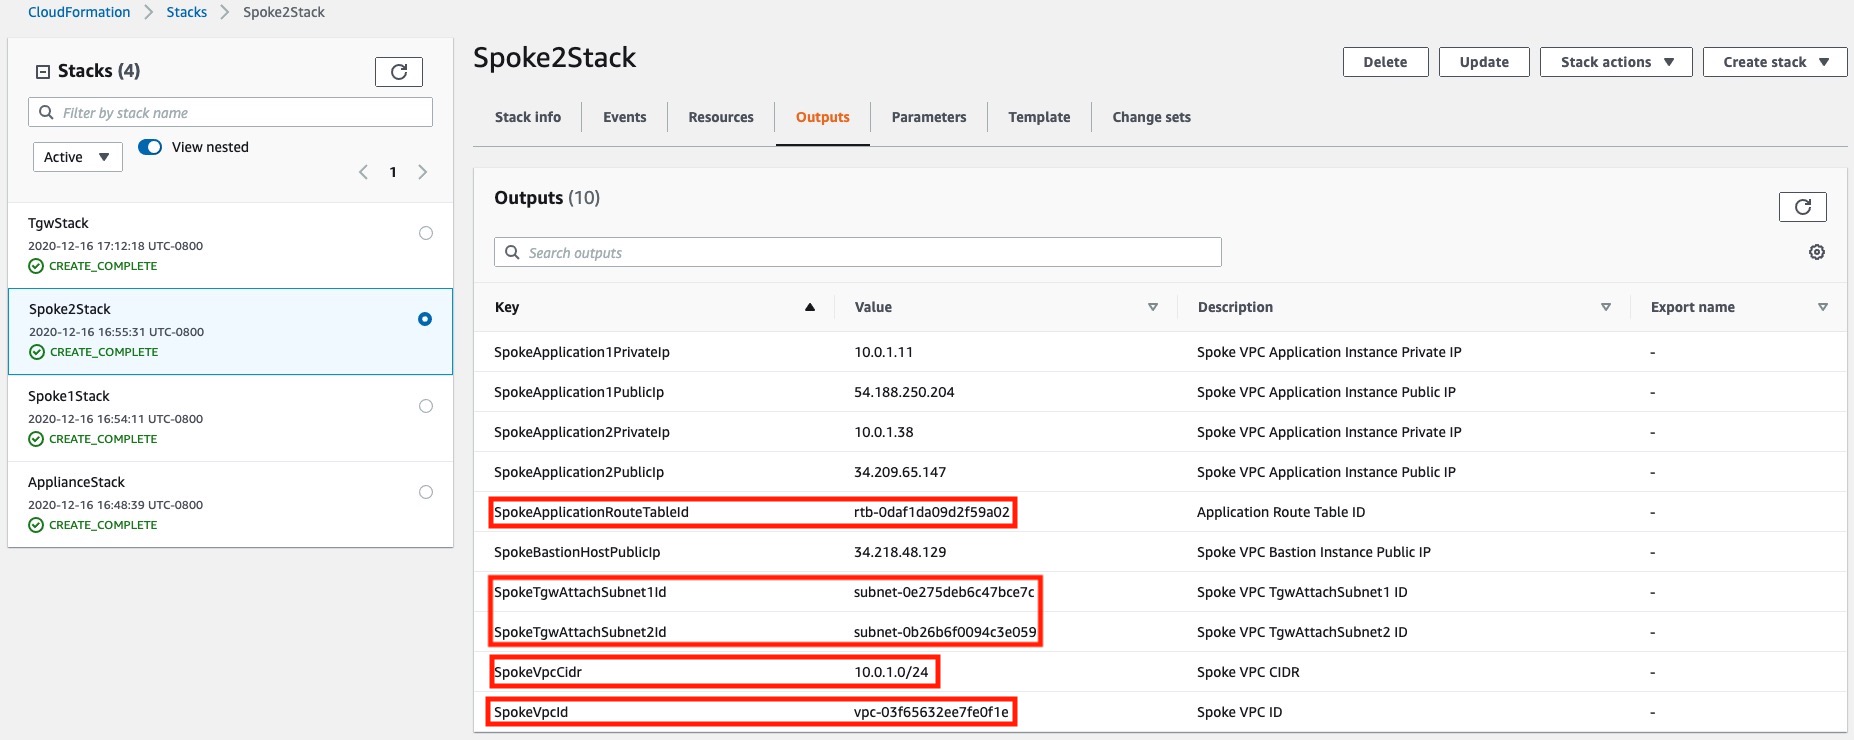 CloudFormation > Stacks > Spoke2Stack
Stacks (4)
Filter by stack name
Active
View nested
1
TgwStack
2020-12-16 17:12:18 UTC-0800
CREATE_COMPLETE
Spoke2Stack
2020-12-16 16:55:31 UTC-0800
CREATE_COMPLETE
Spoke1Stack
2020-12-16 16:54:11 UTC-0800
CREATE_COMPLETE
ApplianceStack
2020-12-16 16:48:39 UTC-0800
CREATE_COMPLETE
Spoke2Stack
Delete Update Stack actions Create stack
Stack info Events Resources Outputs Parameters Template Change sets
Outputs (10)
Search outputs
Key Value Description Export name
SpokeApplication1PrivateIp 10.0.1.11 Spoke VPC Application Instance Private IP -
SpokeApplication1PublicIp 54.188.250.204 Spoke VPC Application Instance Public IP -
SpokeApplication2PrivateIp 10.0.1.38 Spoke VPC Application Instance Private IP -
SpokeApplication2PublicIp 34.209.65.147 Spoke VPC Application Instance Public IP -
SpokeApplicationRouteTableId rtb-0daf1da09d2f59a02 Application Route Table ID -
SpokeBastionHostPublicIp 34.218.48.129 Spoke VPC Bastion Instance Public IP -
SpokeTgwAttachSubnet1Id subnet-0e275deb6c47bce7c Spoke VPC TgwAttachSubnet1 ID -
SpokeTgwAttachSubnet2Id subnet-0b26b6f0094c3e059 Spoke VPC TgwAttachSubnet2 ID -
SpokeVpcCidr 10.0.1.0/24 Spoke VPC CIDR -
SpokeVpcId vpc-03f65632ee7fe0f1e Spoke VPC ID -